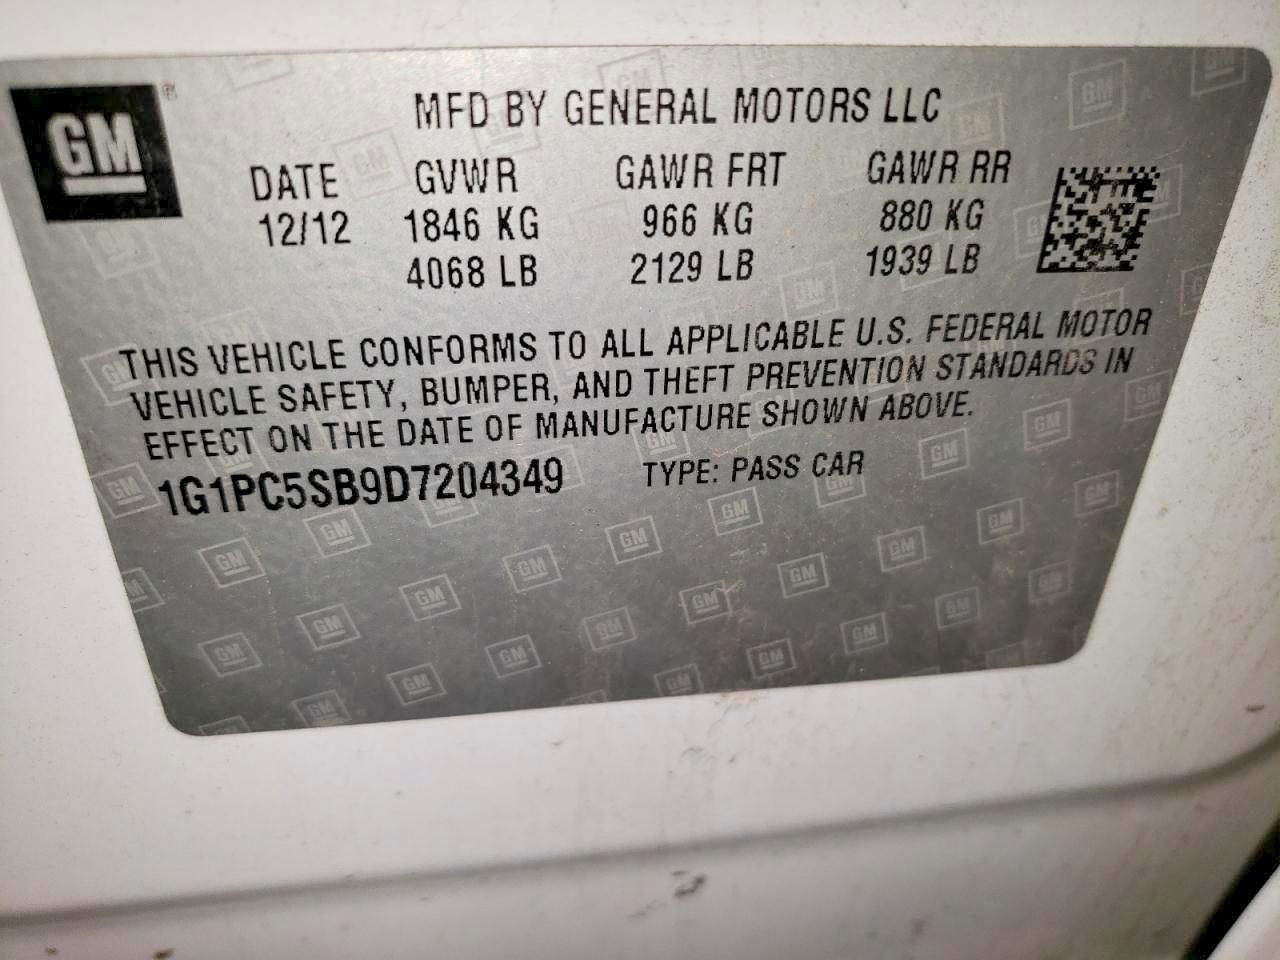 GM
MFD BY GENERAL MOTORS LLC
DATE GVWR GAWR FRT GAWR RR
12/12 1846 KG 966 KG 880 KG
4068 LB 2129 LB 1939 LB
THIS VEHICLE CONFORMS TO ALL APPLICABLE U.S. FEDERAL MOTOR
VEHICLE SAFETY, BUMPER, AND THEFT PREVENTION STANDARDS IN
EFFECT ON THE DATE OF MANUFACTURE SHOWN ABOVE.
1G1PC5SB9D7204349 TYPE: PASS CAR